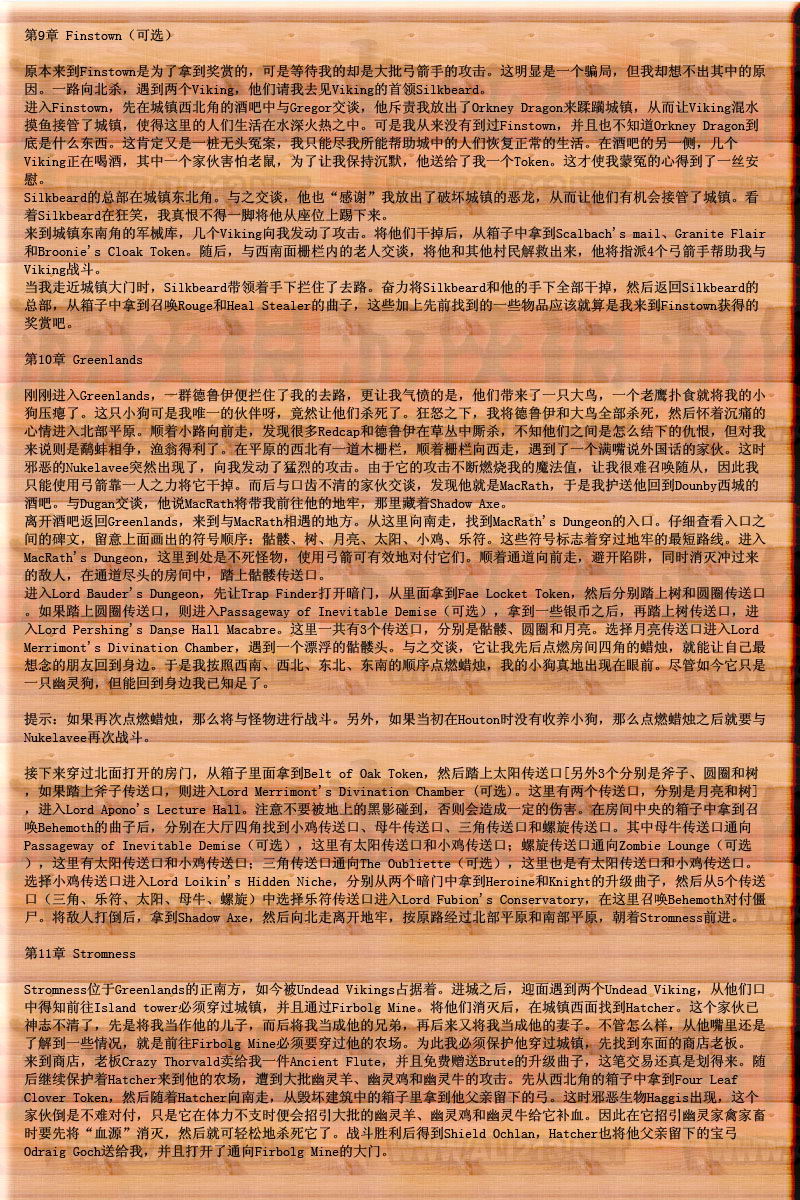 第9章 Finstown（可选）
原本来到Finstown是为了拿到奖赏的，可是等待我的却是大批弓箭手的攻击。这明显是一个骗局，但我却想不出其中的原
因。一路向北杀，遇到两个Viking，他们请我去见Viking的首领Silkbeard。
进入Finstown，先在城镇西北角的酒吧中与Gregor交谈，他斥责我放出了Orkney Dragon来蹂躏城镇，从而让Viking混水
摸鱼接管了城镇，使得这里的人们生活在水深火热之中。可是我从来没有到过Finstown，并且也不知道Orkney Dragon到
底是什么东西。这肯定又是一桩无头冤案，我只能尽我所能帮助城中的人们恢复正常的生活。在酒吧的另一侧，几个
Viking正在喝酒，其中一个家伙害怕老鼠，为了让我保持沉默，他送给了我一个Token。这才使我蒙冤的心得到了一丝安
慰。
Silkbeard的总部在城镇东北角。与之交谈，他也“感谢”我放出了破坏城镇的恶龙，从而让他们有机会接管了城镇。看
着Silkbeard在狂笑，我真恨不得一脚将他从座位上踢下来。
来到城镇东南角的军械库，几个Viking向我发动了攻击。将他们干掉后，从箱子中拿到Scalbach's mail、Granite Flair
和Broonie's Cloak Token。随后，与西南面栅栏内的老人交谈，将他和其他村民解救出来，他将指派4个弓箭手帮助我与
Viking战斗。
当我走近城镇大门时，Silkbeard带领着手下拦住了去路。奋力将Silkbeard和他的手下全部干掉，然后返回Silkbeard的
总部，从箱子中拿到召唤Rouge和Heal Stealer的曲子，这些加上先前找到的一些物品应该就算是我来到Finstown获得的
奖赏吧。
第10章 Greenlands
刚刚进入Greenlands，一群德鲁伊便拦住了我的去路，更让我气愤的是，他们带来了一只大鸟，一个老鹰扑食就将我的小
狗压瘪了。这只小狗可是我唯一的伙伴呀，竟然让他们杀死了。狂怒之下，我将德鲁伊和大鸟全部杀死，然后怀着沉痛的
心情进入北部平原。顺着小路向前走，发现很多Redcap和德鲁伊在草丛中厮杀，不知他们之间是怎么结下的仇恨，但对我
来说则是鹬蚌相争，渔翁得利了。在平原的西北有一道木栅栏，顺着栅栏向西走，遇到了一个满嘴说外国话的家伙。这时
邪恶的Nukelavee突然出现了，向我发动了猛烈的攻击。由于它的攻击不断燃烧我的魔法值，让我很难召唤随从，因此我
只能使用弓箭靠一人之力将它干掉。而后与口齿不清的家伙交谈，发现他就是MacRath，于是我护送他回到Dounby西城的
酒吧。与Dugan交谈，他说MacRath将带我前往他的地牢，那里藏着Shadow Axe。
离开酒吧返回Greenlands，来到与MacRath相遇的地方。从这里向南走，找到MacRath's Dungeon的入口。仔细查看入口之
间的碑文，留意上面画出的符号顺序：骷髅、树、月亮、太阳、小鸡、乐符。这些符号标志着穿过地牢的最短路线。进入
MacRath's Dungeon，这里到处是不死怪物，使用弓箭可有效地对付它们。顺着通道向前走，避开陷阱，同时消灭冲过来
的敌人，在通道尽头的房间中，踏上骷髅传送口。
进入Lord Bauder's Dungeon，先让Trap Finder打开暗门，从里面拿到Fae Locket Token，然后分别踏上树和圆圈传送口
。如果踏上圆圈传送口，则进入Passageway of Inevitable Demise（可选），拿到一些银币之后，再踏上树传送口，进
入Lord Pershing's Danse Hall Macabre。这里一共有3个传送口，分别是骷髅、圆圈和月亮。选择月亮传送口进入Lord
Merrimont's Divination Chamber，遇到一个漂浮的骷髅头。与之交谈，它让我先后点燃房间四角的蜡烛，就能让自己最
想念的朋友回到身边。于是我按照西南、西北、东北、东南的顺序点燃蜡烛，我的小狗真地出现在眼前。尽管如今它只是
一只幽灵狗，但能回到身边我已知足了。
提示：如果再次点燃蜡烛，那么将与怪物进行战斗。另外，如果当初在Houton时没有收养小狗，那么点燃蜡烛之后就要与
Nukelavee再次战斗。
接下来穿过北面打开的房门，从箱子里面拿到Belt of Oak Token，然后踏上太阳传送口[另外3个分别是斧子、圆圈和树
，如果踏上斧子传送口，则进入Lord Merrimont's Divination Chamber（可选）。这里有两个传送口，分别是月亮和树]
，进入Lord Apono's Lecture Hall。注意不要被地上的黑影碰到，否则会造成一定的伤害。在房间中央的箱子中拿到召
唤Behemoth的曲子后，分别在大厅四角找到小鸡传送口、母牛传送口、三角传送口和螺旋传送口。其中母牛传送口通向
Passageway of Inevitable Demise（可选），这里有太阳传送口和小鸡传送口；螺旋传送口通向Zombie Lounge（可选
），这里有太阳传送口和小鸡传送口；三角传送口通向The Oubliette（可选），这里也是有太阳传送口和小鸡传送口。
选择小鸡传送口进入Lord Loikin's Hidden Niche，分别从两个暗门中拿到Heroine和Knight的升级曲子，然后从5个传送
口（三角、乐符、太阳、母牛、螺旋）中选择乐符传送口进入Lord Fubion's Conservatory，在这里召唤Behemoth对付僵
尸。将敌人打倒后，拿到Shadow Axe，然后向北走离开地牢，按原路经过北部平原和南部平原，朝着Stromness前进。
第11章 Stromness
Stromness位于Greenlands的正南方，如今被Undead Vikings占据着。进城之后，迎面遇到两个Undead Viking，从他们口
中得知前往Island tower必须穿过城镇，并且通过Firbolg Mine。将他们消灭后，在城镇西面找到Hatcher。这个家伙已
神志不清了，先是将我当作他的儿子，而后将我当成他的兄弟，再后来又将我当成他的妻子。不管怎么样，从他嘴里还是
了解到一些情况，就是前往Firbolg Mine必须要穿过他的农场。为此我必须保护他穿过城镇，先找到东面的商店老板。
来到商店，老板Crazy Thorvald卖给我一件Ancient Flute，并且免费赠送Brute的升级曲子，这笔交易还真是划得来。随
后继续保护着Hatcher来到他的农场，遭到大批幽灵羊、幽灵鸡和幽灵牛的攻击。先从西北角的箱子中拿到Four Leaf
Clover Token，然后随着Hatcher向南走，从毁坏建筑中的箱子里拿到他父亲留下的弓。这时邪恶生物Haggis出现，这个
家伙倒是不难对付，只是它在体力不支时便会招引大批的幽灵羊、幽灵鸡和幽灵牛给它补血。因此在它招引幽灵家禽家畜
时要先将“血源”消灭，然后就可轻松地杀死它了。战斗胜利后得到Shield Ochlan，Hatcher也将他父亲留下的宝弓
Odraig Goch送给我，并且打开了通向Firbolg Mine的大门。